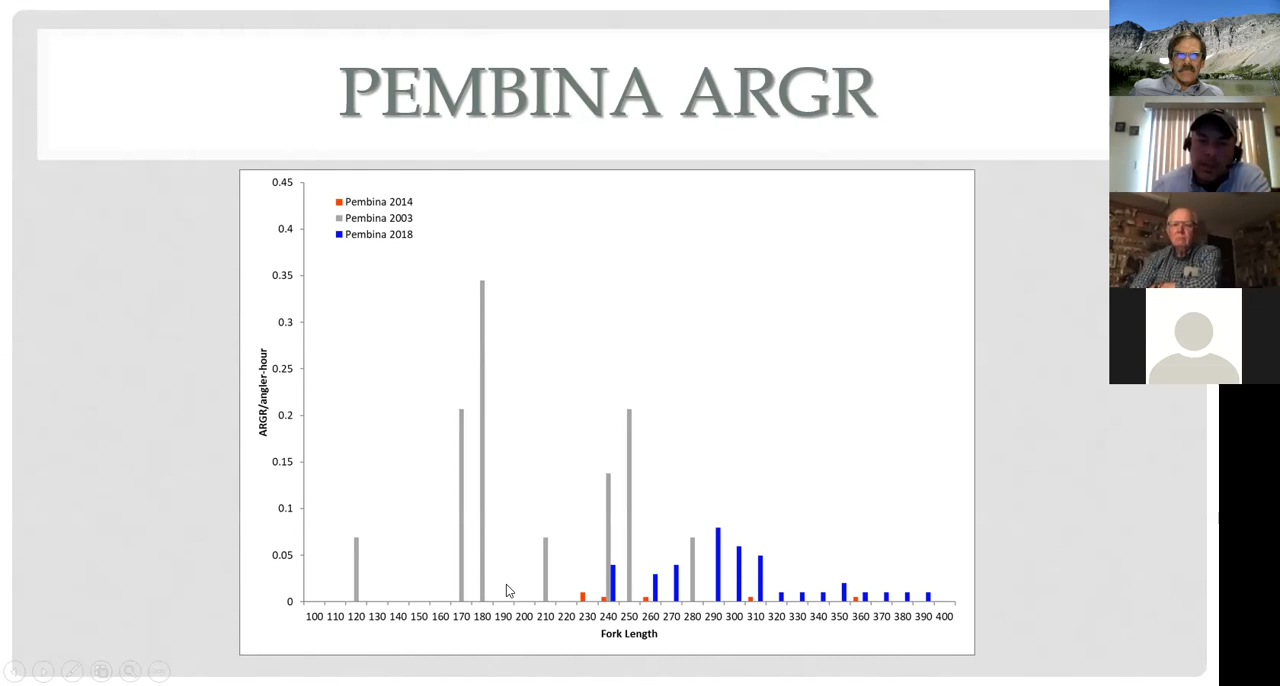 PEMBINA ARGR
0.45
Pembina 2014
Pembina 2003
0.4
Pembina 2018
0.35
0.3
0.25
ARGR/angler-hour
0.2
0.15
0.1
0.05
0
100 110 120 130 140 150 160 170 180 190 200 210 220 230 240 250 260 270 280 290 300 310 320 330 340 350 360 370 380 390 400
Fork Length